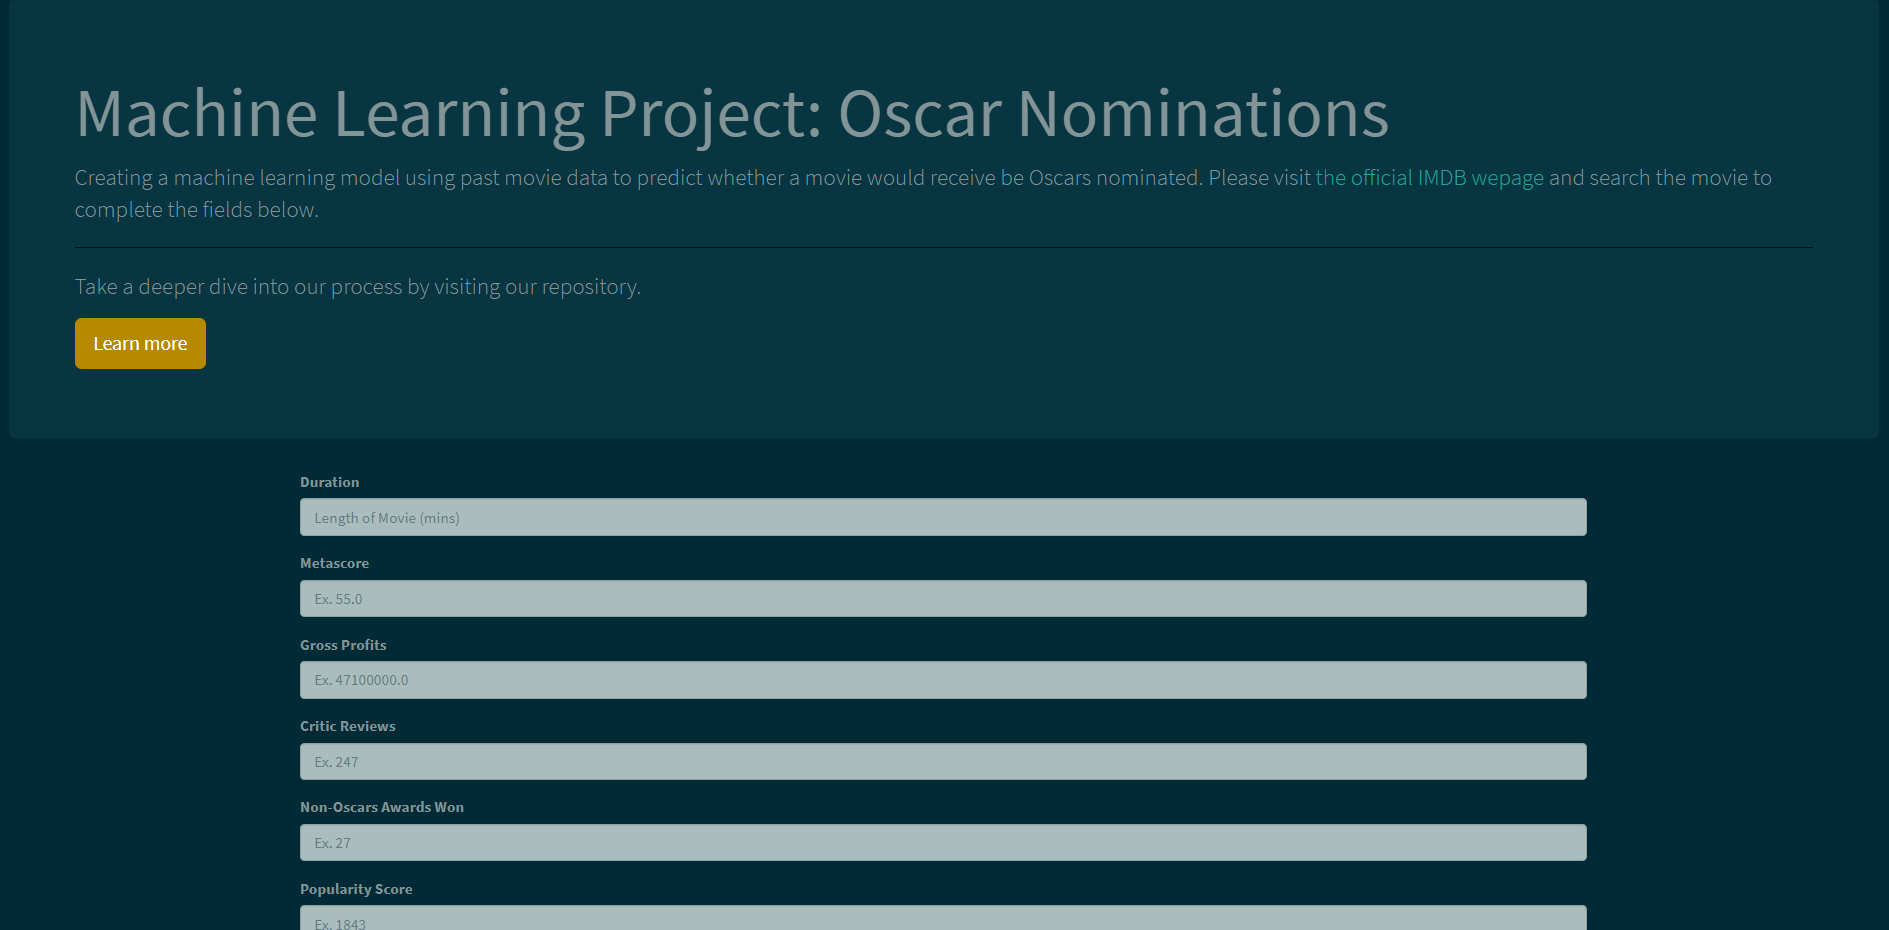 Machine Learning Project: Oscar Nominations
Creating a machine learning model using past movie data to predict whether a movie would receive be Oscars nominated. Please visit the official IMDB wepage and search the movie to
complete the fields below.
Take a deeper dive into our process by visiting our repository.
Learn more
Duration
Length of Movie (mins)
Metascore
Ex. 55.0
Gross Profits
Ex. 47100000.0
Critic Reviews
Ex. 247
Non-Oscars Awards Won
Ex. 27
Popularity Score
Ex. 1843